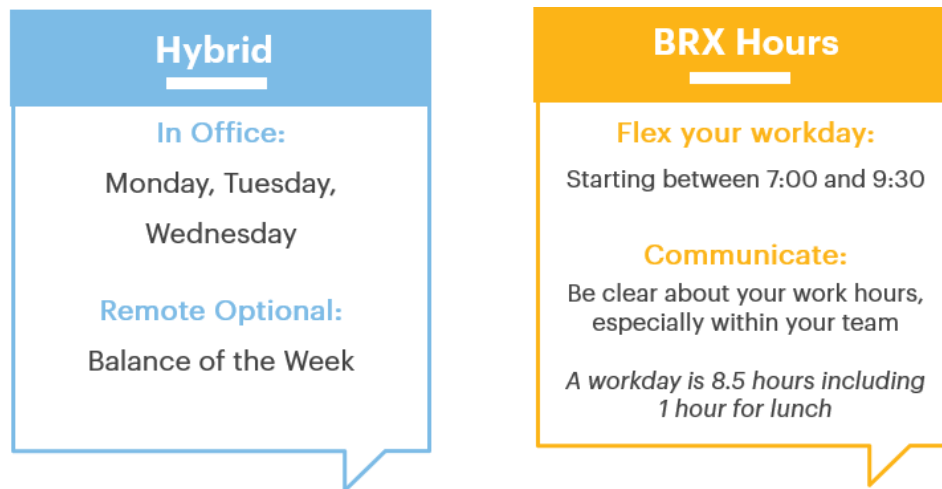 Hybrid
In Office:
Monday, Tuesday,
Wednesday
Remote Optional:
Balance of the Week
BRX Hours
Flex your workday:
Starting between 7:00 and 9:30
Communicate:
Be clear about your work hours,
especially within your team
A workday is 8.5 hours including
1 hour for lunch